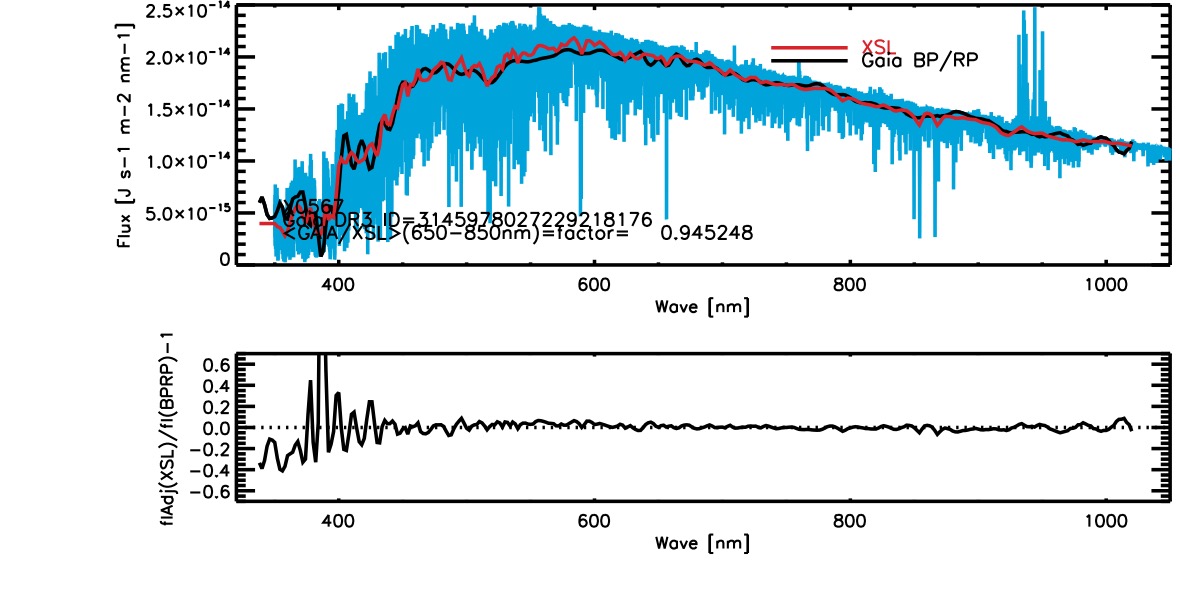 2.5×10−14
2.0×10−14
1.5×10−14
1.0×10−14
5.0×10−15
0
Flux [J s−1 m−2 nm−1]
XSL
Gaia BP/RP
X0567
Gaia DR3 ID=3145978027229218176
<GAIA/XSL>(650−850nm)=factor= 0.945248
400 600 800 1000
Wave [nm]
0.6
0.4
0.2
0.0
−0.2
−0.4
−0.6
flAdj(XSL)/fl(BPRP)−1
400 600 800 1000
Wave [nm]